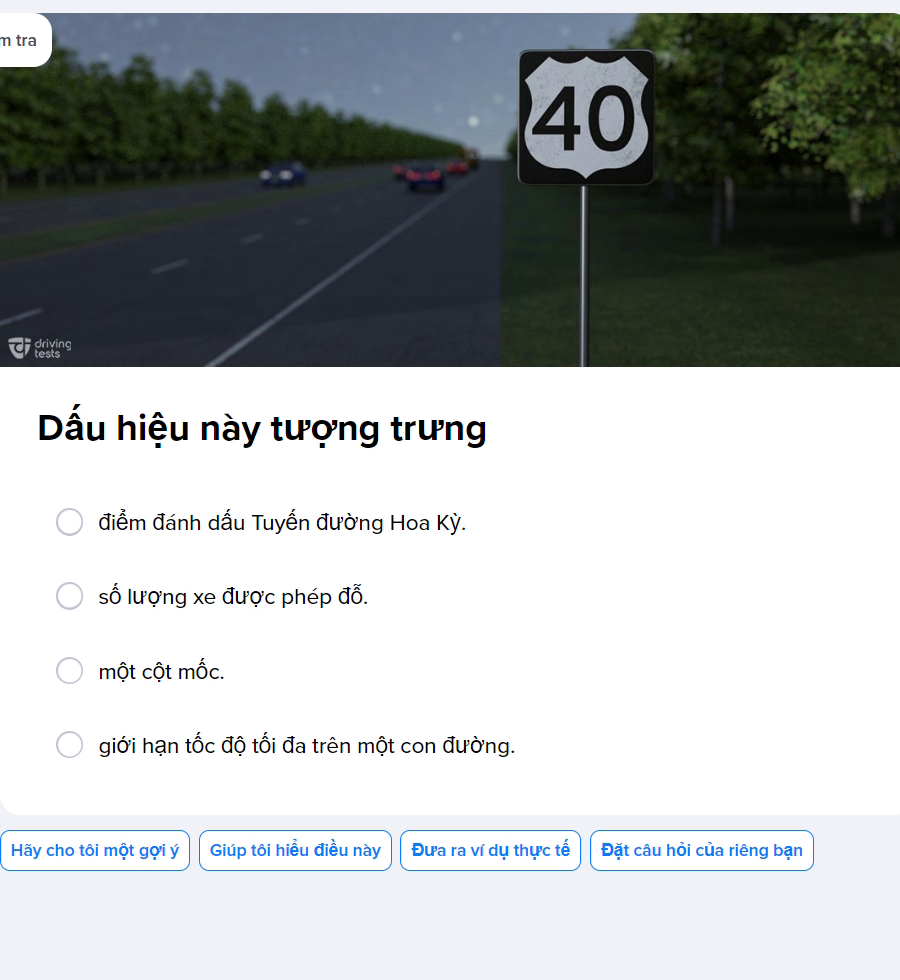 m tra
40
driving
tests
Dấu hiệu này tượng trưng
điểm đánh dấu Tuyến đường Hoa Kỳ.
số lượng xe được phép đỗ.
một cột mốc.
giới hạn tốc độ tối đa trên một con đường.
Hãy cho tôi một gợi ý
Giúp tôi hiểu điều này
Đưa ra ví dụ thực tế
Đặt câu hỏi của riêng bạn